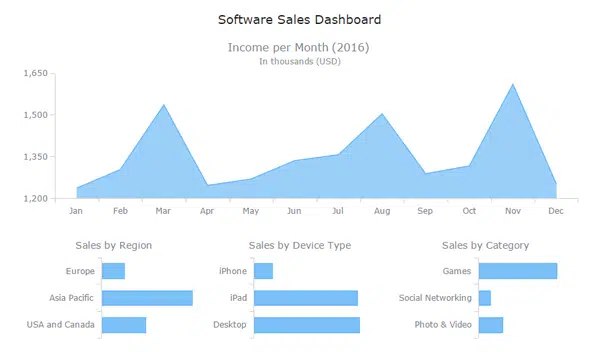 Software Sales Dashboard
Income per Month (2016)
In thousands (USD)
1,650
1,500
1,350
1,200
Jan Feb Mar Apr May Jun Jul Aug Sep Oct Nov Dec
Sales by Region
Europe
Asia Pacific
USA and Canada
Sales by Device Type
iPhone
iPad
Desktop
Sales by Category
Games
Social Networking
Photo & Video